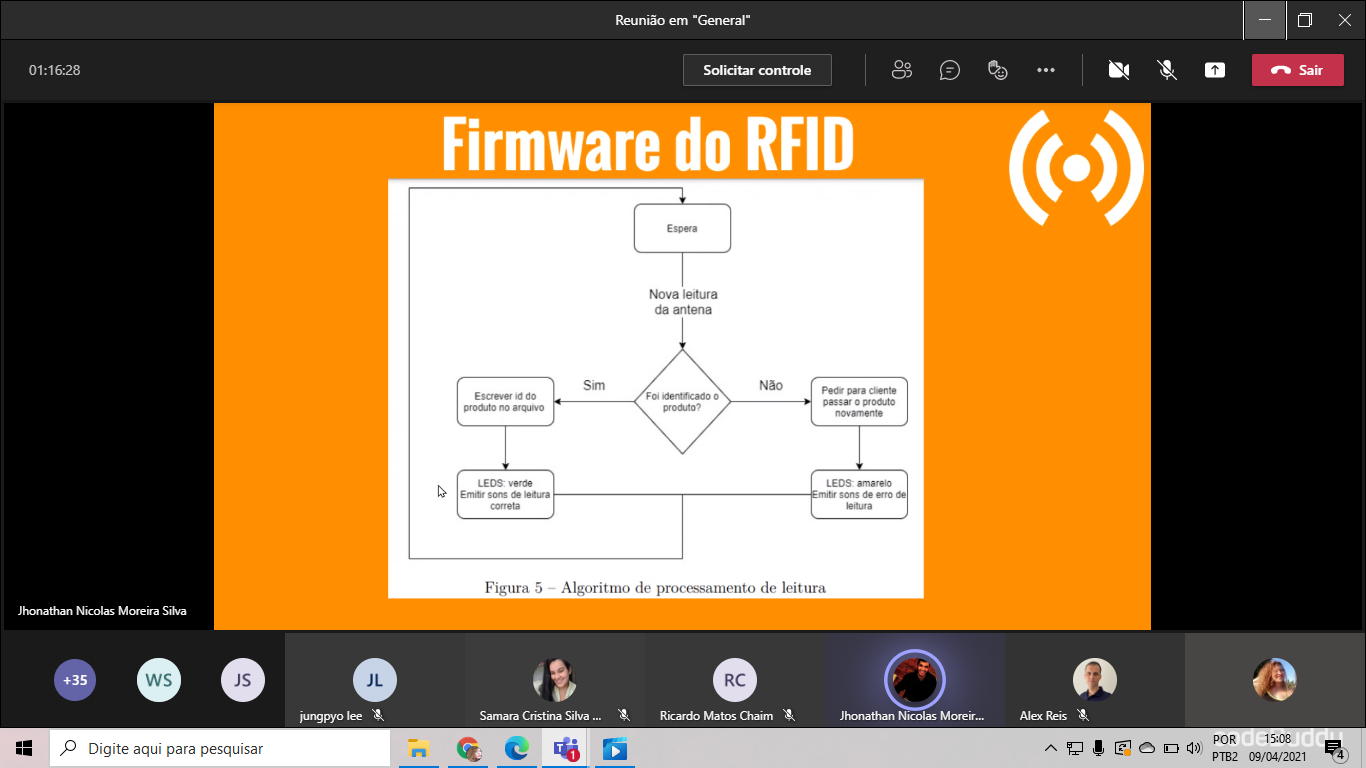 Reunião em "General"
01:16:28
Solicitar controle
Sair
Firmware do RFID
Espera
Nova leitura
da antena
Foi identificado o
produto?
Sim
Não
Escrever id do
produto no arquivo
Pedir para cliente
passar o produto
novamente
LEDS: verde
Emitir sons de leitura
correta
LEDS: amarelo
Emitir sons de erro de
leitura
Figura 5 – Algoritmo de processamento de leitura
Jhonathan Nicolas Moreira Silva
+35
WS
JS
JL
RC
jungpyo lee
Samara Cristina Silva ...
Ricardo Matos Chaim
Jhonathan Nicolas Moreir...
Alex Reis
Digite aqui para pesquisar
1
POR
PTB2
15:08
09/04/2021
4